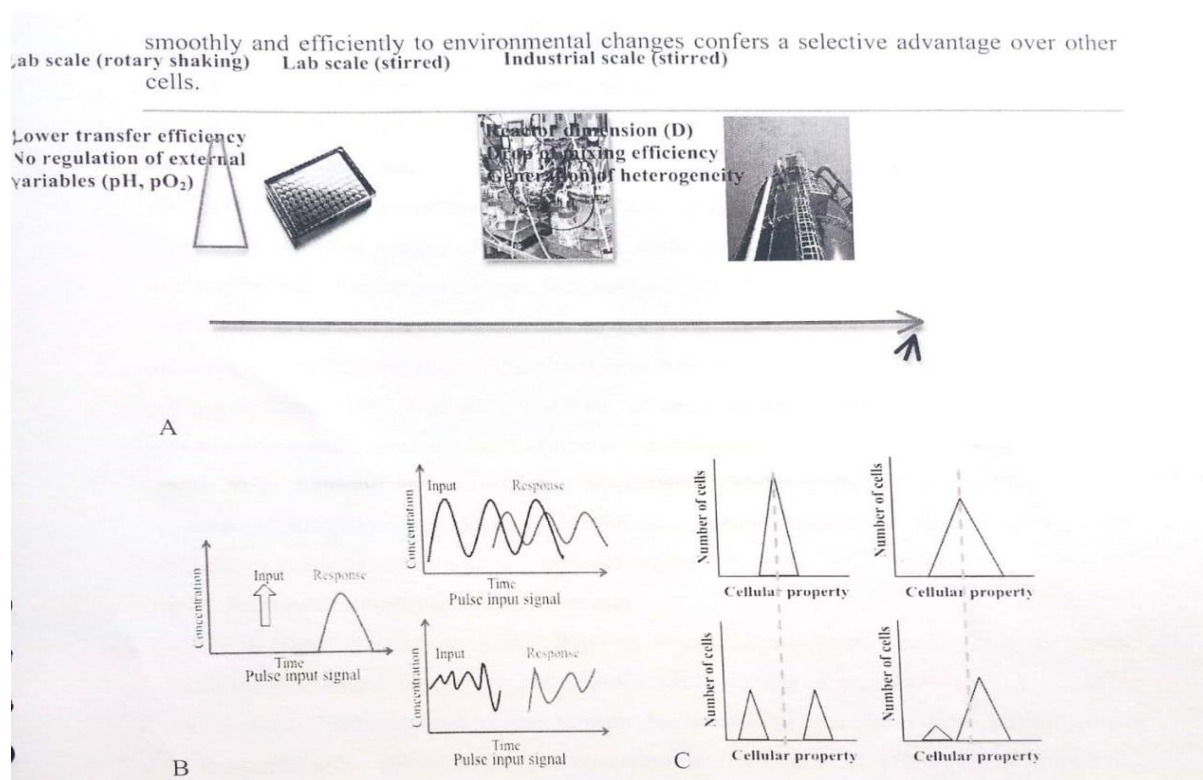 smoothly and efficiently to environmental changes confers a selective advantage over other
Lab scale (rotary shaking)
Lab scale (stirred)
Industrial scale (stirred)
cells.
Lower transfer efficiency
No regulation of external
variables (pH, pO₂)
Reactor dimension (D)
Drop of mixing efficiency
Generation of heterogeneity
A
Concentration
Input
Response
Time
Pulse input signal
Concentration
Input
Response
Time
Pulse input signal
Concentration
Input
Response
Time
Pulse input signal
B
Number of cells
Cellular property
Number of cells
Cellular property
Number of cells
Cellular property
Number of cells
Cellular property
C